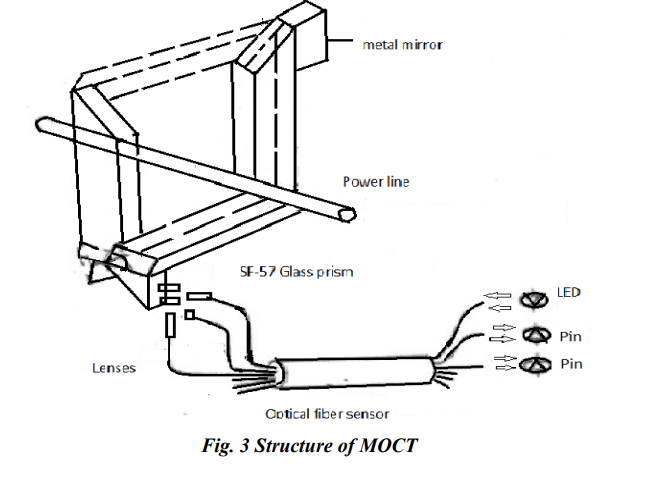 metal mirror
Power line
SF-57 Glass prism
LED
Pin
Pin
Lenses
Optical fiber sensor
Fig. 3 Structure of MOCT